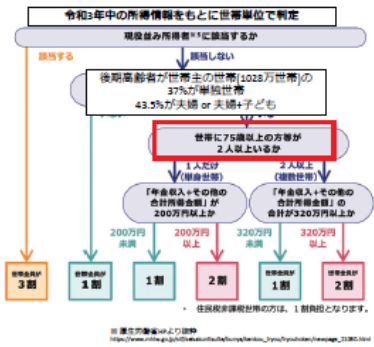 令和3年中の所得情報をもとに世帯単位で判定
現役並み所得者※5に該当するか
該当する
該当しない
後期高齢者が世帯主の世帯(1028万世帯)の
37%が単独世帯
43.5%が夫婦 or 夫婦+子ども
世帯に75歳以上の方等が
2人以上いるか
1人だけ
(単身世帯)
2人以上
(複数世帯)
「年金収入+その他の
合計所得金額」が
200万円以上か
「年金収入+その他の
合計所得金額」の
合計が320万円以上か
200万円
未満
200万円
以上
320万円
未満
320万円
以上
世帯全員が
3割
世帯全員が
1割
1割
2割
世帯全員が
1割
世帯全員が
2割
・ 住民税非課税世帯の方は、1割負担となります。
※ 厚生労働省HPより抜粋